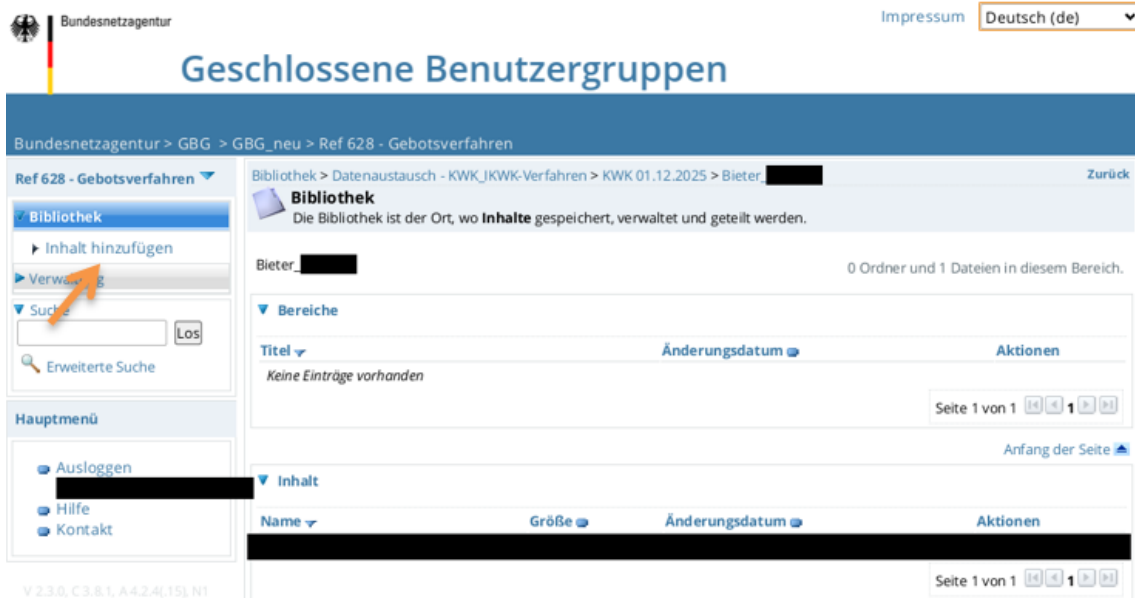 Bundesnetzagentur
Impressum
Deutsch (de)
Geschlossene Benutzergruppen
Bundesnetzagentur > GBG > GBG_neu > Ref 628 - Gebotsverfahren
Ref 628 - Gebotsverfahren
Bibliothek
Inhalt hinzufügen
Suche
Los
Erweiterte Suche
Hauptmenü
Ausloggen
Hilfe
Kontakt
V 2.3.0, C 3.8.1, A 4.2.4(.15), N1
Bibliothek > Datenaustausch - KWK_IKWK-Verfahren > KWK 01.12.2025 > Bieter_
Zurück
Bibliothek
Die Bibliothek ist der Ort, wo Inhalte gespeichert, verwaltet und geteilt werden.
Bieter_
0 Ordner und 1 Dateien in diesem Bereich.
Bereiche
Titel Änderungsdatum Aktionen
Keine Einträge vorhanden
Seite 1 von 1 1
Anfang der Seite
Inhalt
Name Größe Änderungsdatum Aktionen
Seite 1 von 1 1